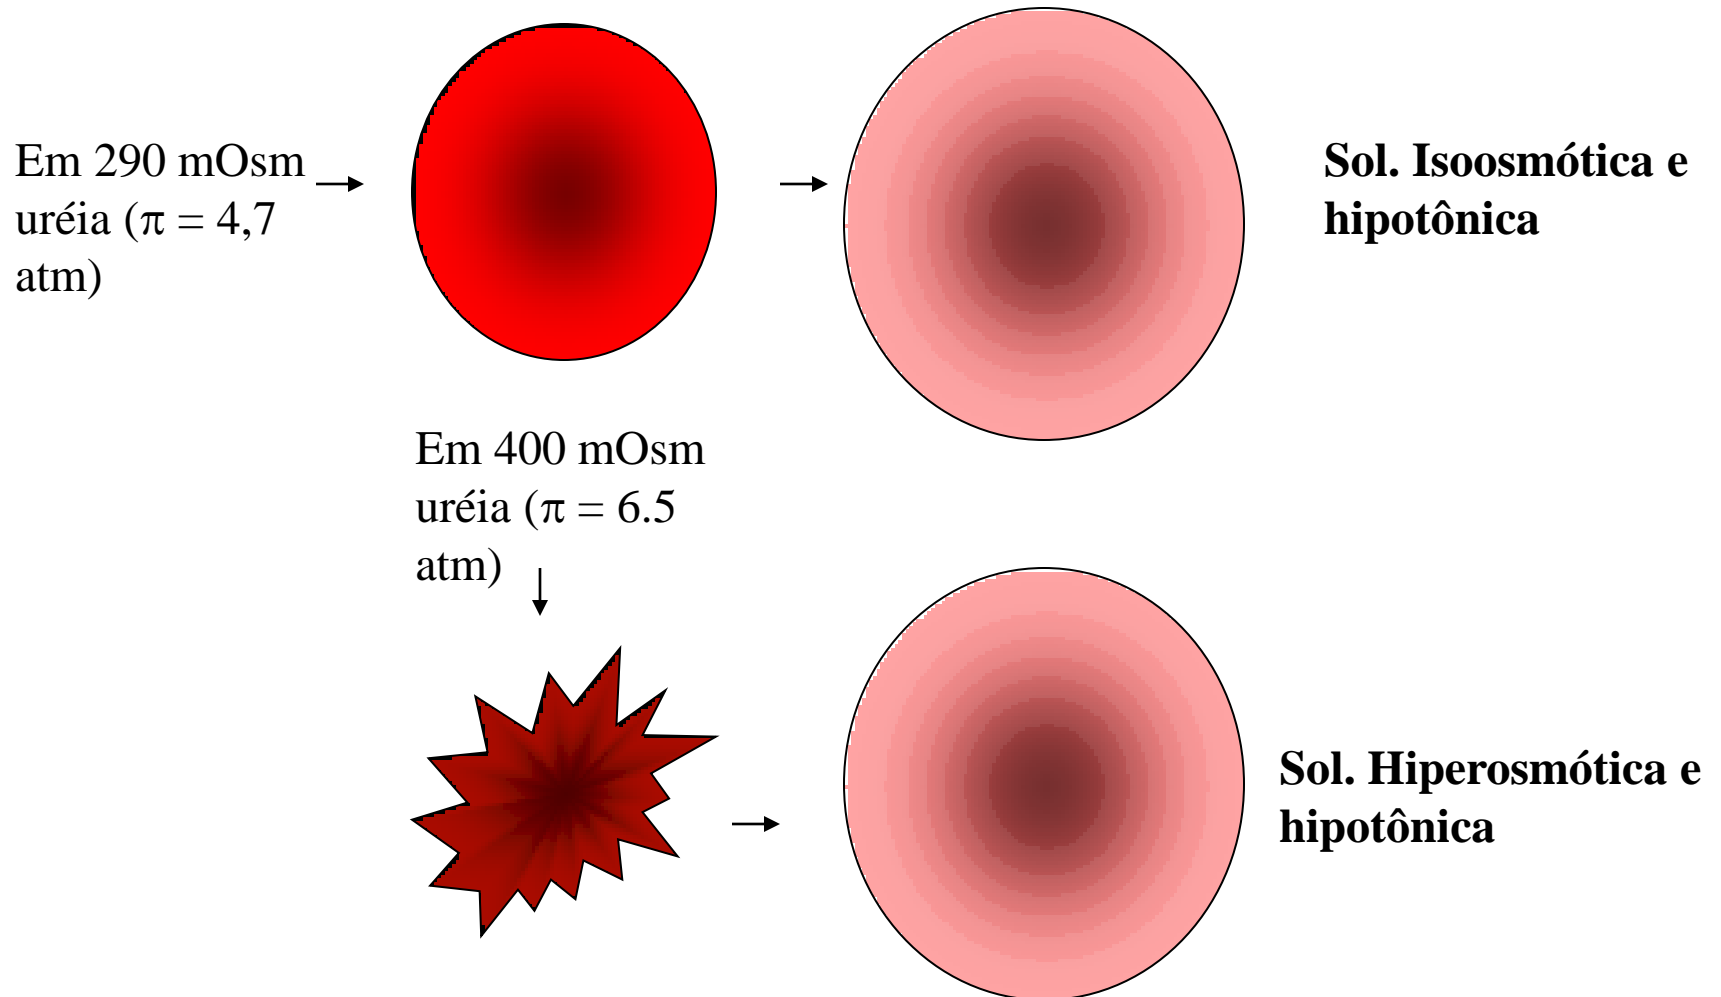 Em 290 mOsm
uréia (π = 4,7
atm)
Sol. Isoosmótica e
hipotônica
Em 400 mOsm
uréia (π = 6.5
atm)
Sol. Hiperosmótica e
hipotônica